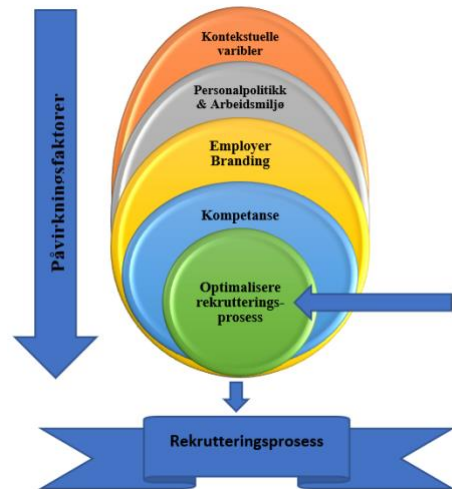 Påvirkningsfaktorer
Kontekstuelle
varibler
Personalpolitikk
& Arbeidsmiljø
Employer
Branding
Kompetanse
Optimalisere
rekrutterings-
prosess
Rekrutteringsprosess